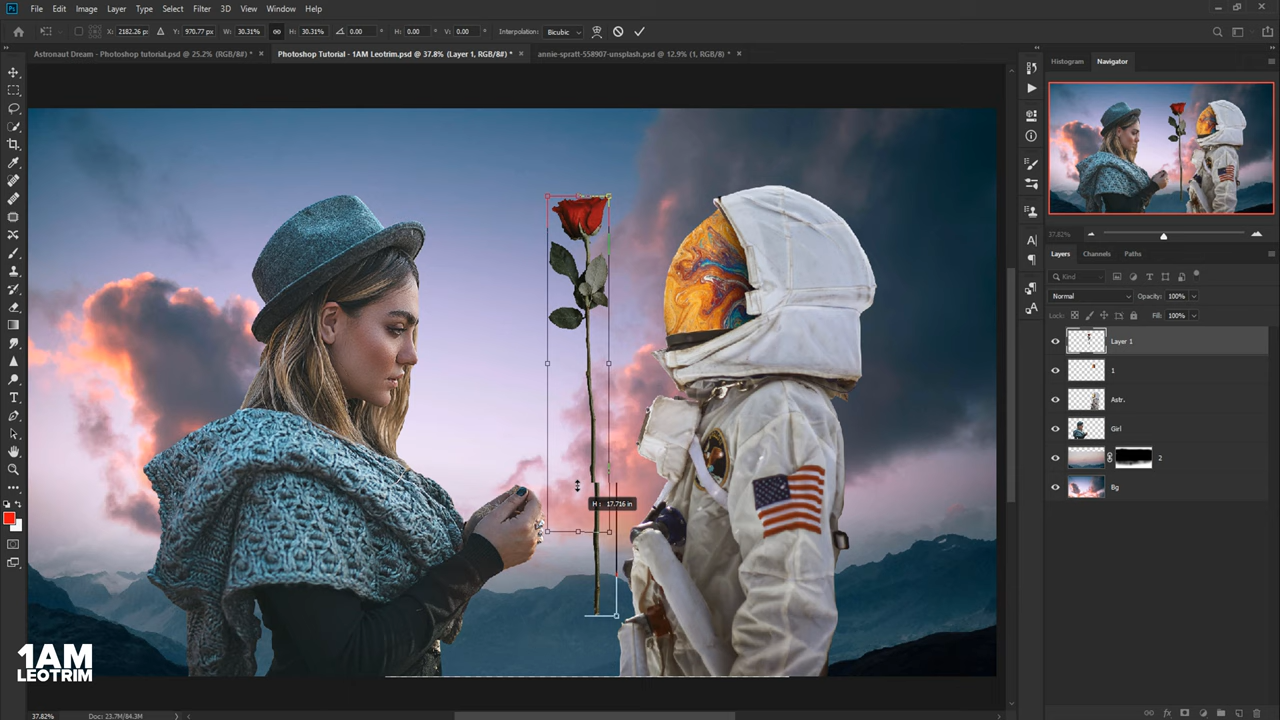 Ps File Edit Image Layer Type Select Filter 3D View Window Help
X: 2182.26 px Y: 970.77 px W: 30.31% H: 30.31% 0.00 ° H: 0.00 ° V: 0.00 ° Interpolation: Bicubic
Astronaut Dream - Photoshop tutorial.psd @ 25.2% (RGB/8#) * ×
Photoshop Tutorial - 1AM Leotrim.psd @ 37.8% (Layer 1, RGB/8#) * ×
annie-spratt-558907-unsplash.psd @ 12.9% (1, RGB/8) * ×
Histogram Navigator
37.82%
Layers Channels Paths
Kind
Normal Opacity: 100%
Lock: Fill: 100%
Layer 1
1
Astr.
Girl
2
Bg
H: 17.716 in
1AM
LEOTRIM
37.82% Doc: 23.7M/84.3M